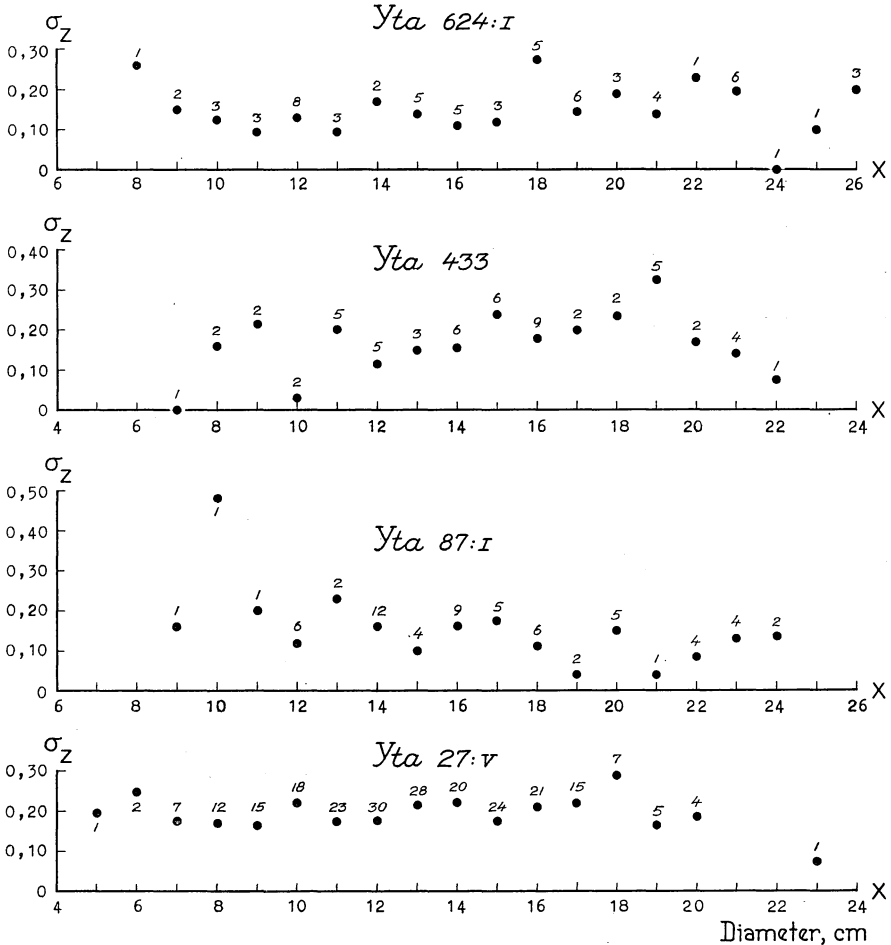 σz
Yta 624:I
0,30
0,20
0,10
0
1 2 3 3 8 3 2 5 5 3 5 6 3 4 1 6 1 1 3
6 8 10 12 14 16 18 20 22 24 26 X
σz
Yta 433
0,40
0,30
0,20
0,10
0
1 2 2 2 5 5 3 6 6 9 2 2 5 2 4 1
4 6 8 10 12 14 16 18 20 22 24 X
σz
Yta 87:I
0,50
0,40
0,30
0,20
0,10
0
1 1 1 6 2 12 4 9 5 6 2 5 1 4 4 2
6 8 10 12 14 16 18 20 22 24 26 X
σz
Yta 27:V
0,30
0,20
0,10
0
1 2 7 12 15 18 23 30 28 20 24 21 15 7 5 4 1
4 6 8 10 12 14 16 18 20 22 24 X
Diameter, cm